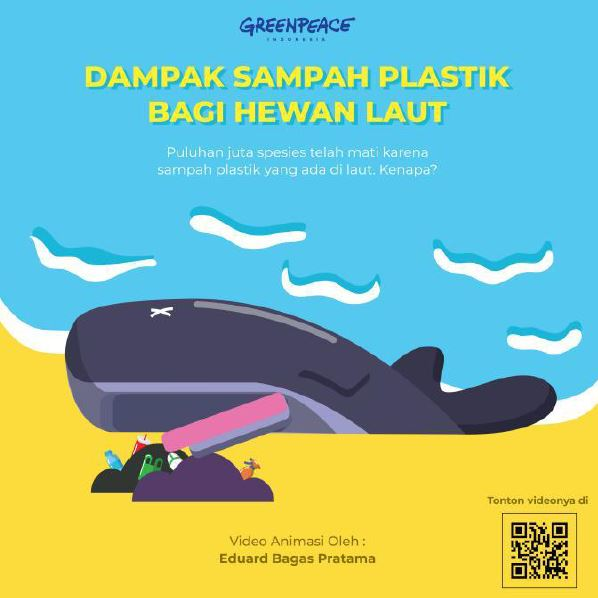 GREENPEACE
INDONESIA
DAMPAK SAMPAH PLASTIK
BAGI HEWAN LAUT
Puluhan juta spesies telah mati karena
sampah plastik yang ada di laut. Kenapa?
Tonton videonya di
Video Animasi Oleh :
Eduard Bagas Pratama